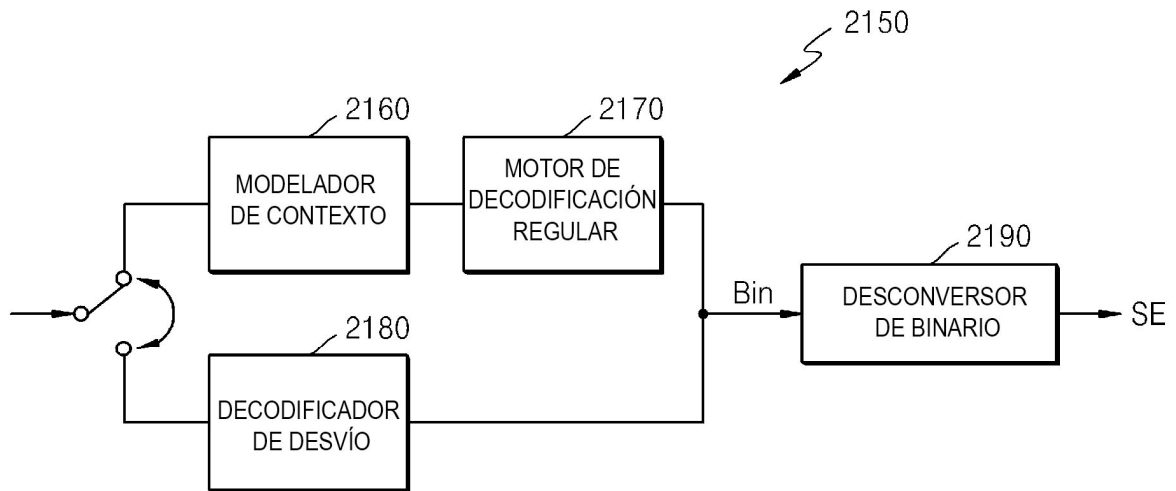 2150
2160
2170
MODELADOR
DE CONTEXTO
MOTOR DE
DECODIFICACIÓN
REGULAR
2190
Bin
DESCONVERSOR
DE BINARIO
SE
2180
DECODIFICADOR
DE DESVÍO